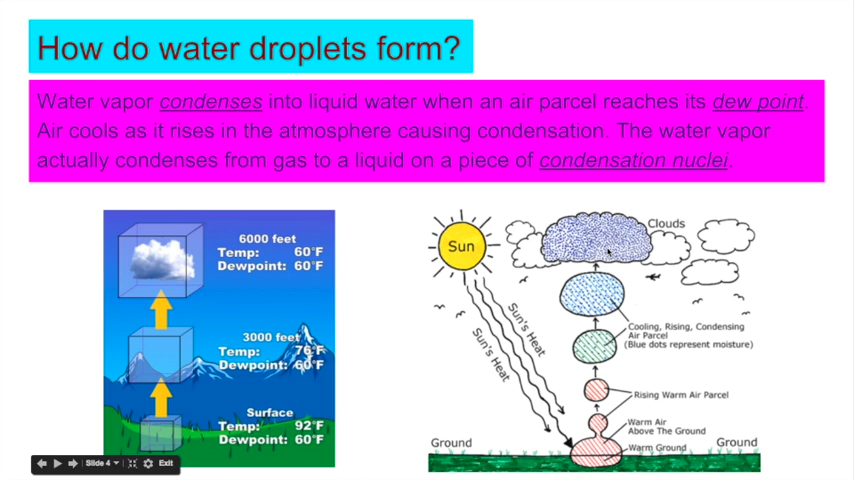 How do water droplets form?
Water vapor condenses into liquid water when an air parcel reaches its dew point.
Air cools as it rises in the atmosphere causing condensation. The water vapor
actually condenses from gas to a liquid on a piece of condensation nuclei.
6000 feet
Temp: 60°F
Dewpoint: 60°F
3000 feet
Temp: 76°F
Dewpoint: 60°F
Surface
Temp: 92°F
Dewpoint: 60°F
Sun
Clouds
Sun's Heat
Sun's Heat
Cooling, Rising, Condensing
Air Parcel
(Blue dots represent moisture)
Rising Warm Air Parcel
Warm Air
Above The Ground
Ground
Warm Ground
Ground
Slide 4
Exit